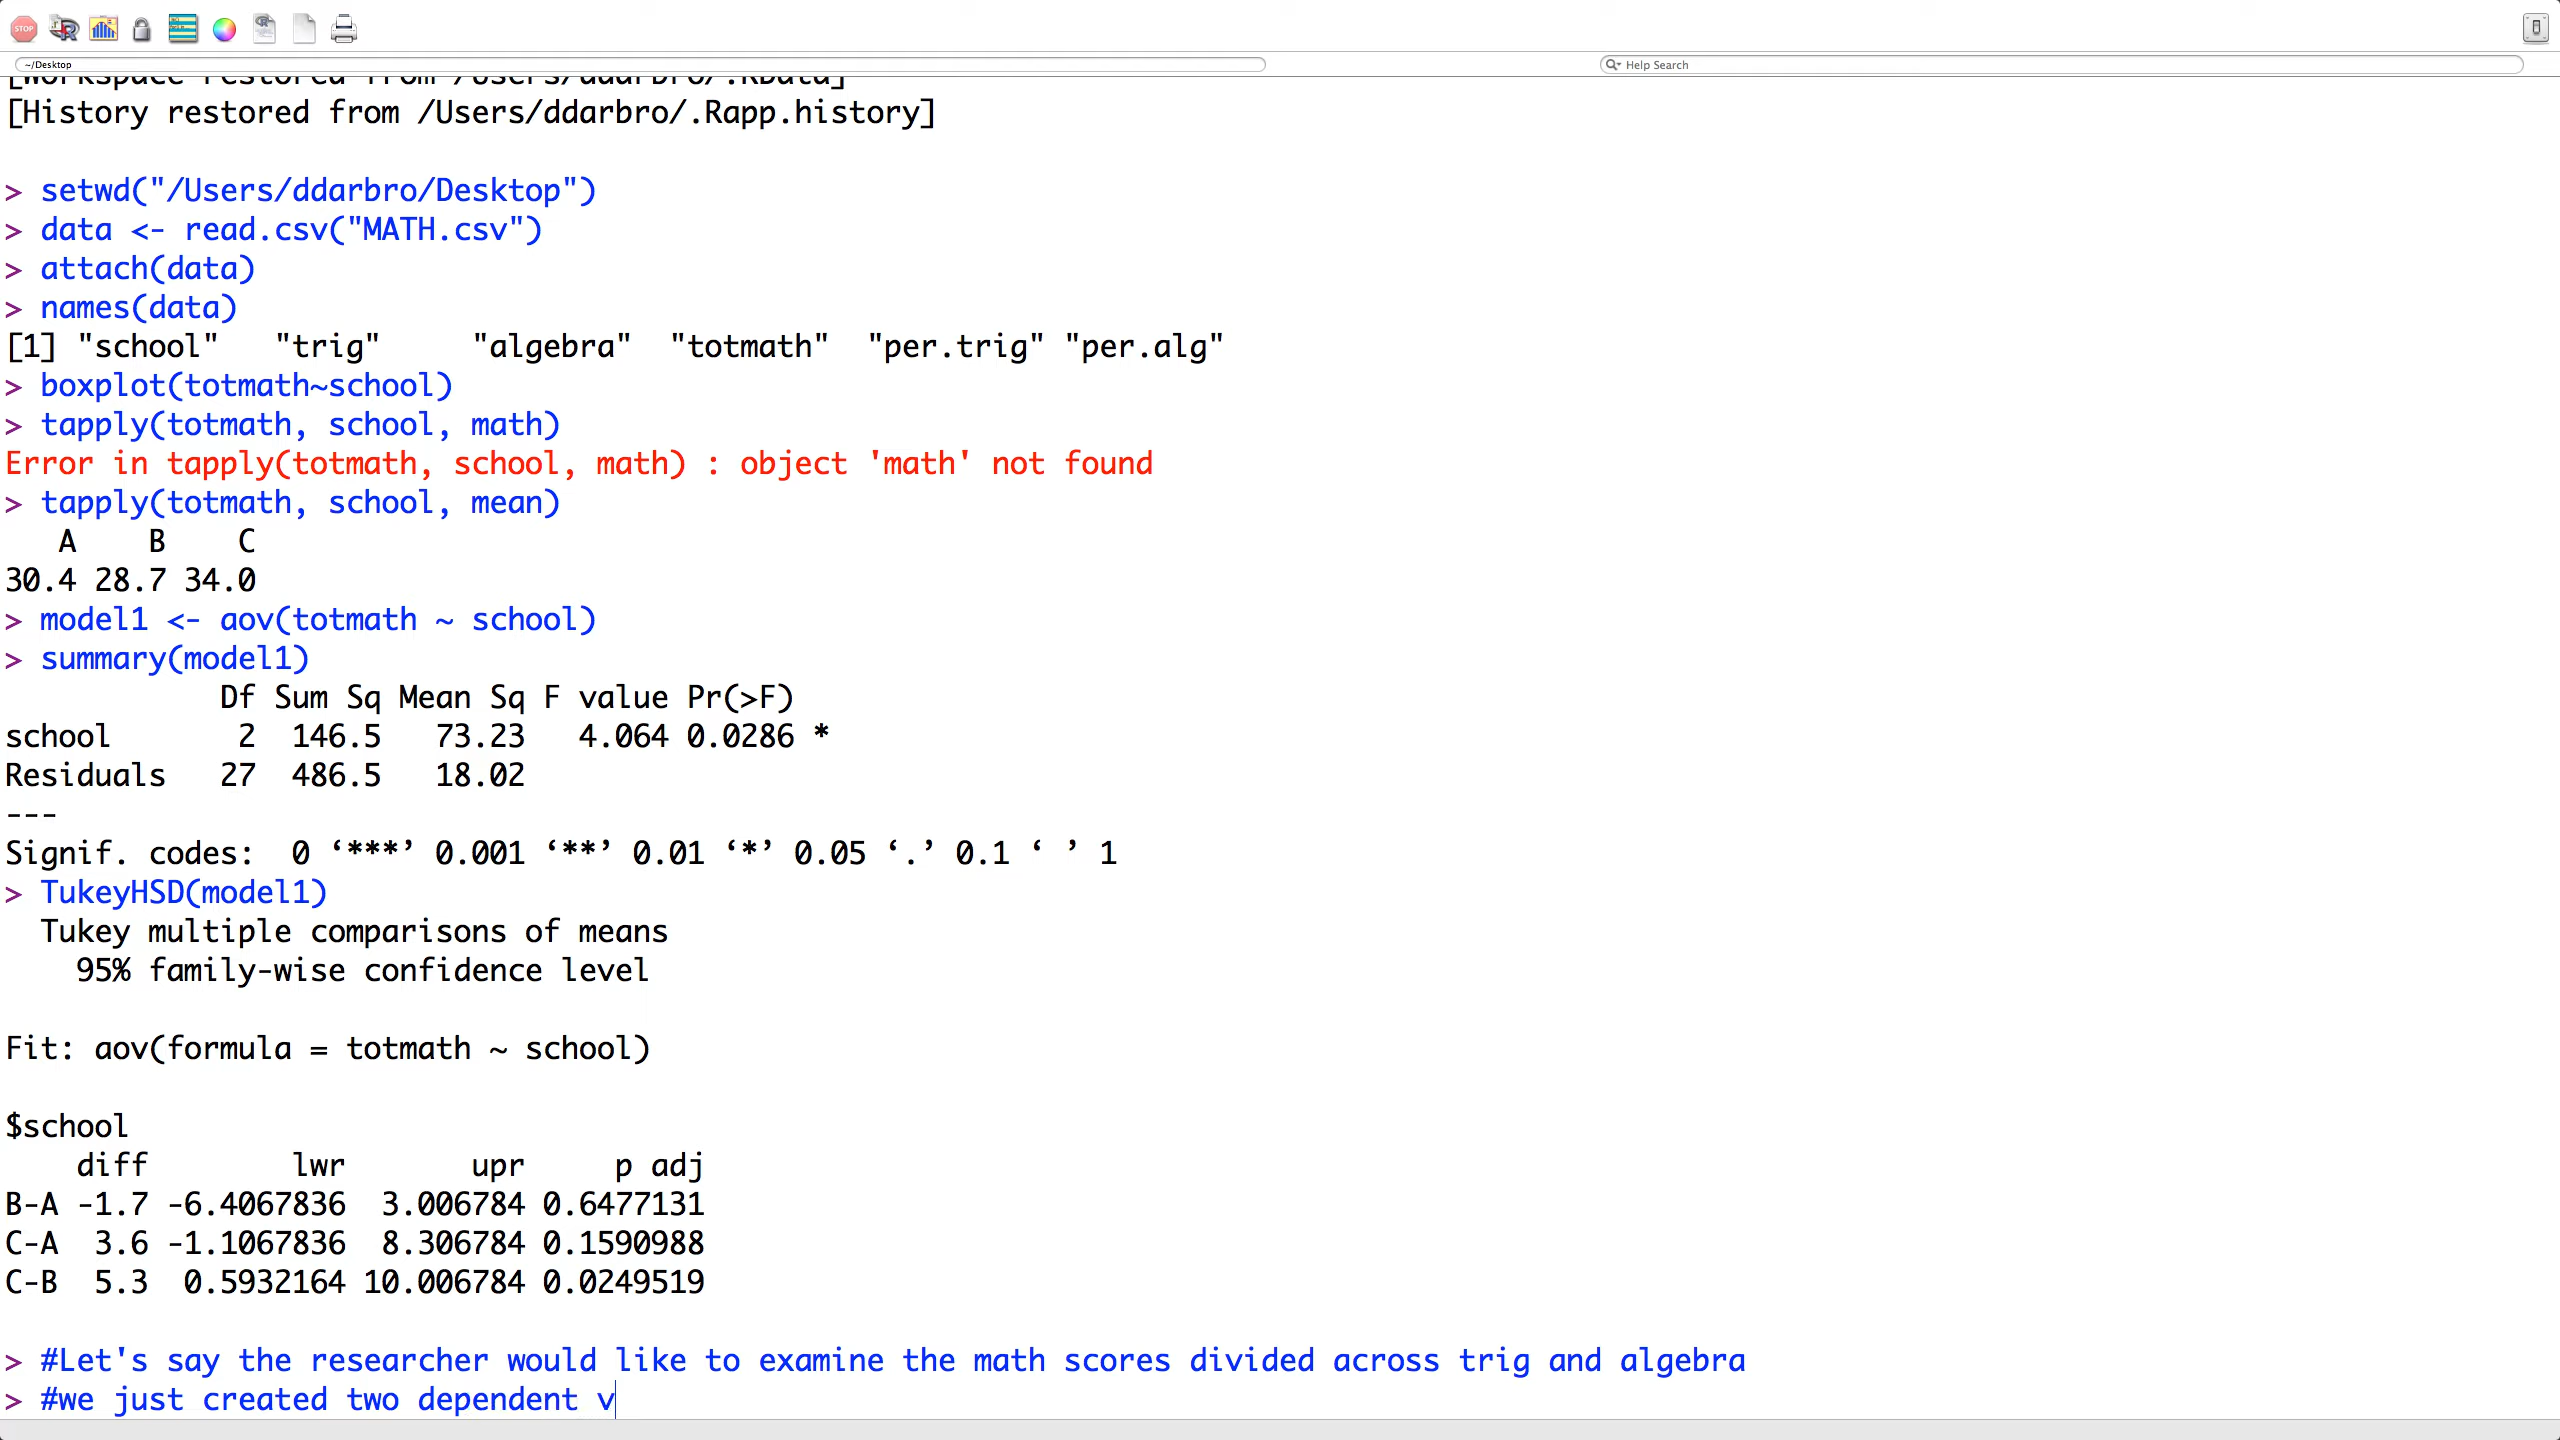 STOP
~/Desktop
Help Search
[Workspace restored from /Users/ddarbro/.RData]
[History restored from /Users/ddarbro/.Rapp.history]
> setwd("/Users/ddarbro/Desktop")
> data <- read.csv("MATH.csv")
> attach(data)
> names(data)
[1] "school"   "trig"     "algebra"  "totmath"  "per.trig" "per.alg"
> boxplot(totmath~school)
> tapply(totmath, school, math)
Error in tapply(totmath, school, math) : object 'math' not found
> tapply(totmath, school, mean)
   A    B    C
30.4 28.7 34.0
> model1 <- aov(totmath ~ school)
> summary(model1)
            Df Sum Sq Mean Sq F value Pr(>F)
school       2  146.5   73.23   4.064 0.0286 *
Residuals   27  486.5   18.02
---
Signif. codes:  0 ‘***’ 0.001 ‘**’ 0.01 ‘*’ 0.05 ‘.’ 0.1 ‘ ’ 1
> TukeyHSD(model1)
  Tukey multiple comparisons of means
    95% family-wise confidence level
Fit: aov(formula = totmath ~ school)
$school
    diff        lwr       upr     p adj
B-A -1.7 -6.4067836  3.006784 0.6477131
C-A  3.6 -1.1067836  8.306784 0.1590988
C-B  5.3  0.5932164 10.006784 0.0249519
> #Let's say the researcher would like to examine the math scores divided across trig and algebra
> #we just created two dependent v